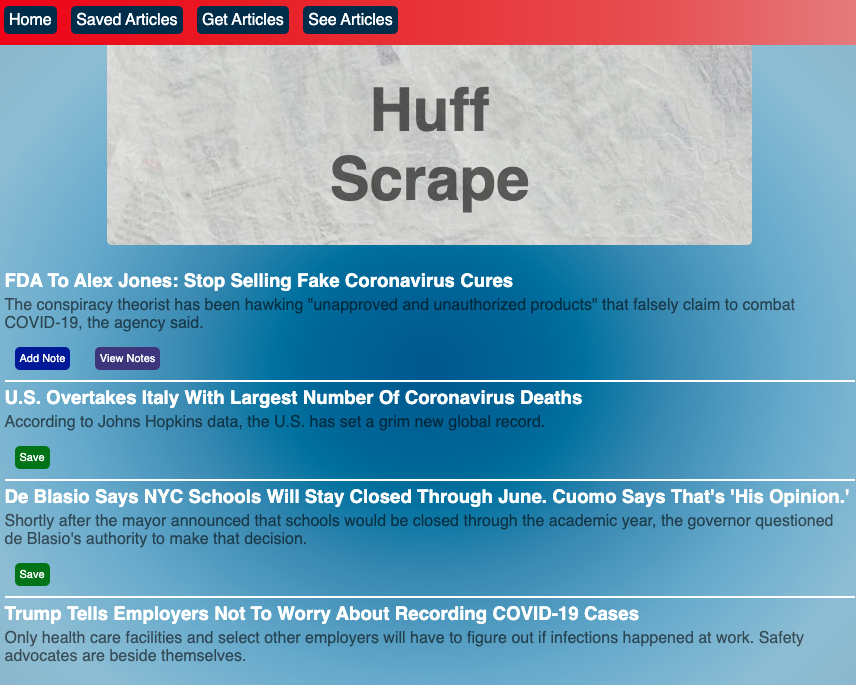 Home Saved Articles Get Articles See Articles
Huff
Scrape
FDA To Alex Jones: Stop Selling Fake Coronavirus Cures
The conspiracy theorist has been hawking "unapproved and unauthorized products" that falsely claim to combat
COVID-19, the agency said.
Add Note View Notes
U.S. Overtakes Italy With Largest Number Of Coronavirus Deaths
According to Johns Hopkins data, the U.S. has set a grim new global record.
Save
De Blasio Says NYC Schools Will Stay Closed Through June. Cuomo Says That's 'His Opinion.'
Shortly after the mayor announced that schools would be closed through the academic year, the governor questioned
de Blasio's authority to make that decision.
Save
Trump Tells Employers Not To Worry About Recording COVID-19 Cases
Only health care facilities and select other employers will have to figure out if infections happened at work. Safety
advocates are beside themselves.